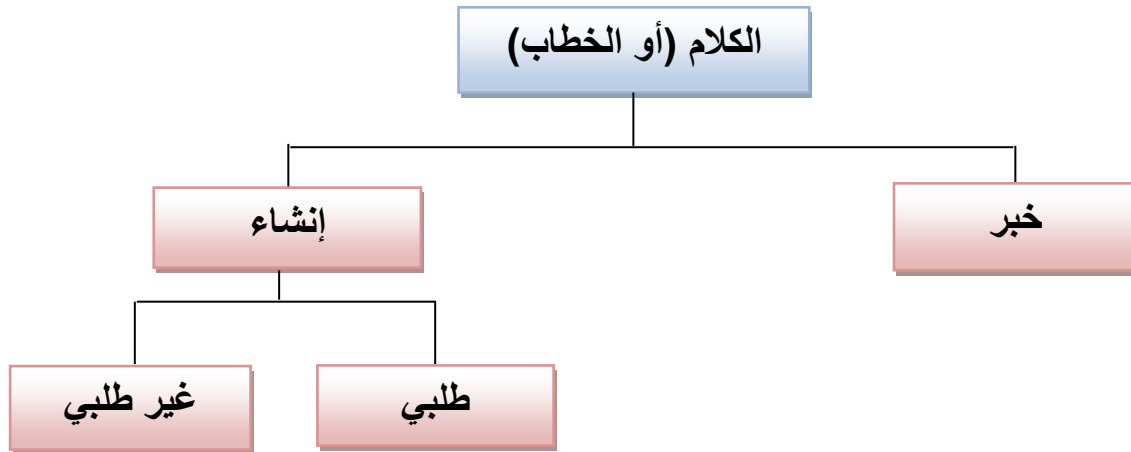 الكلام (أو الخطاب)
خبر
إنشاء
طلبي
غير طلبي